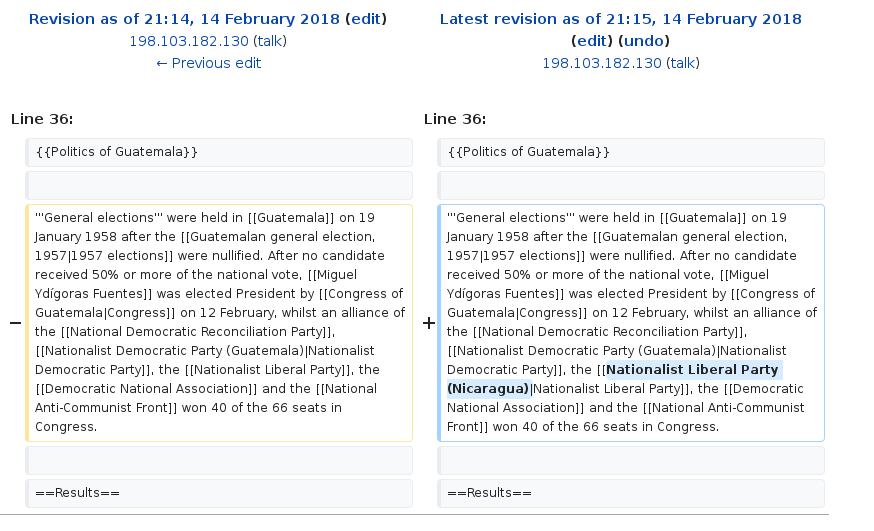 Revision as of 21:14, 14 February 2018 (edit)
198.103.182.130 (talk)
← Previous edit
Latest revision as of 21:15, 14 February 2018
(edit) (undo)
198.103.182.130 (talk)
Line 36:
Line 36:
{{Politics of Guatemala}}
{{Politics of Guatemala}}
−
'''General elections''' were held in [[Guatemala]] on 19
January 1958 after the [[Guatemalan general election,
1957|1957 elections]] were nullified. After no candidate
received 50% or more of the national vote, [[Miguel
Ydígoras Fuentes]] was elected President by [[Congress of
Guatemala|Congress]] on 12 February, whilst an alliance of
the [[National Democratic Reconciliation Party]],
[[Nationalist Democratic Party (Guatemala)|Nationalist
Democratic Party]], the [[Nationalist Liberal Party]], the
[[Democratic National Association]] and the [[National
Anti-Communist Front]] won 40 of the 66 seats in
Congress.
+
'''General elections''' were held in [[Guatemala]] on 19
January 1958 after the [[Guatemalan general election,
1957|1957 elections]] were nullified. After no candidate
received 50% or more of the national vote, [[Miguel
Ydígoras Fuentes]] was elected President by [[Congress of
Guatemala|Congress]] on 12 February, whilst an alliance of
the [[National Democratic Reconciliation Party]],
[[Nationalist Democratic Party (Guatemala)|Nationalist
Democratic Party]], the [[Nationalist Liberal Party
(Nicaragua)|Nationalist Liberal Party]], the [[Democratic
National Association]] and the [[National Anti-Communist
Front]] won 40 of the 66 seats in Congress.
==Results==
==Results==